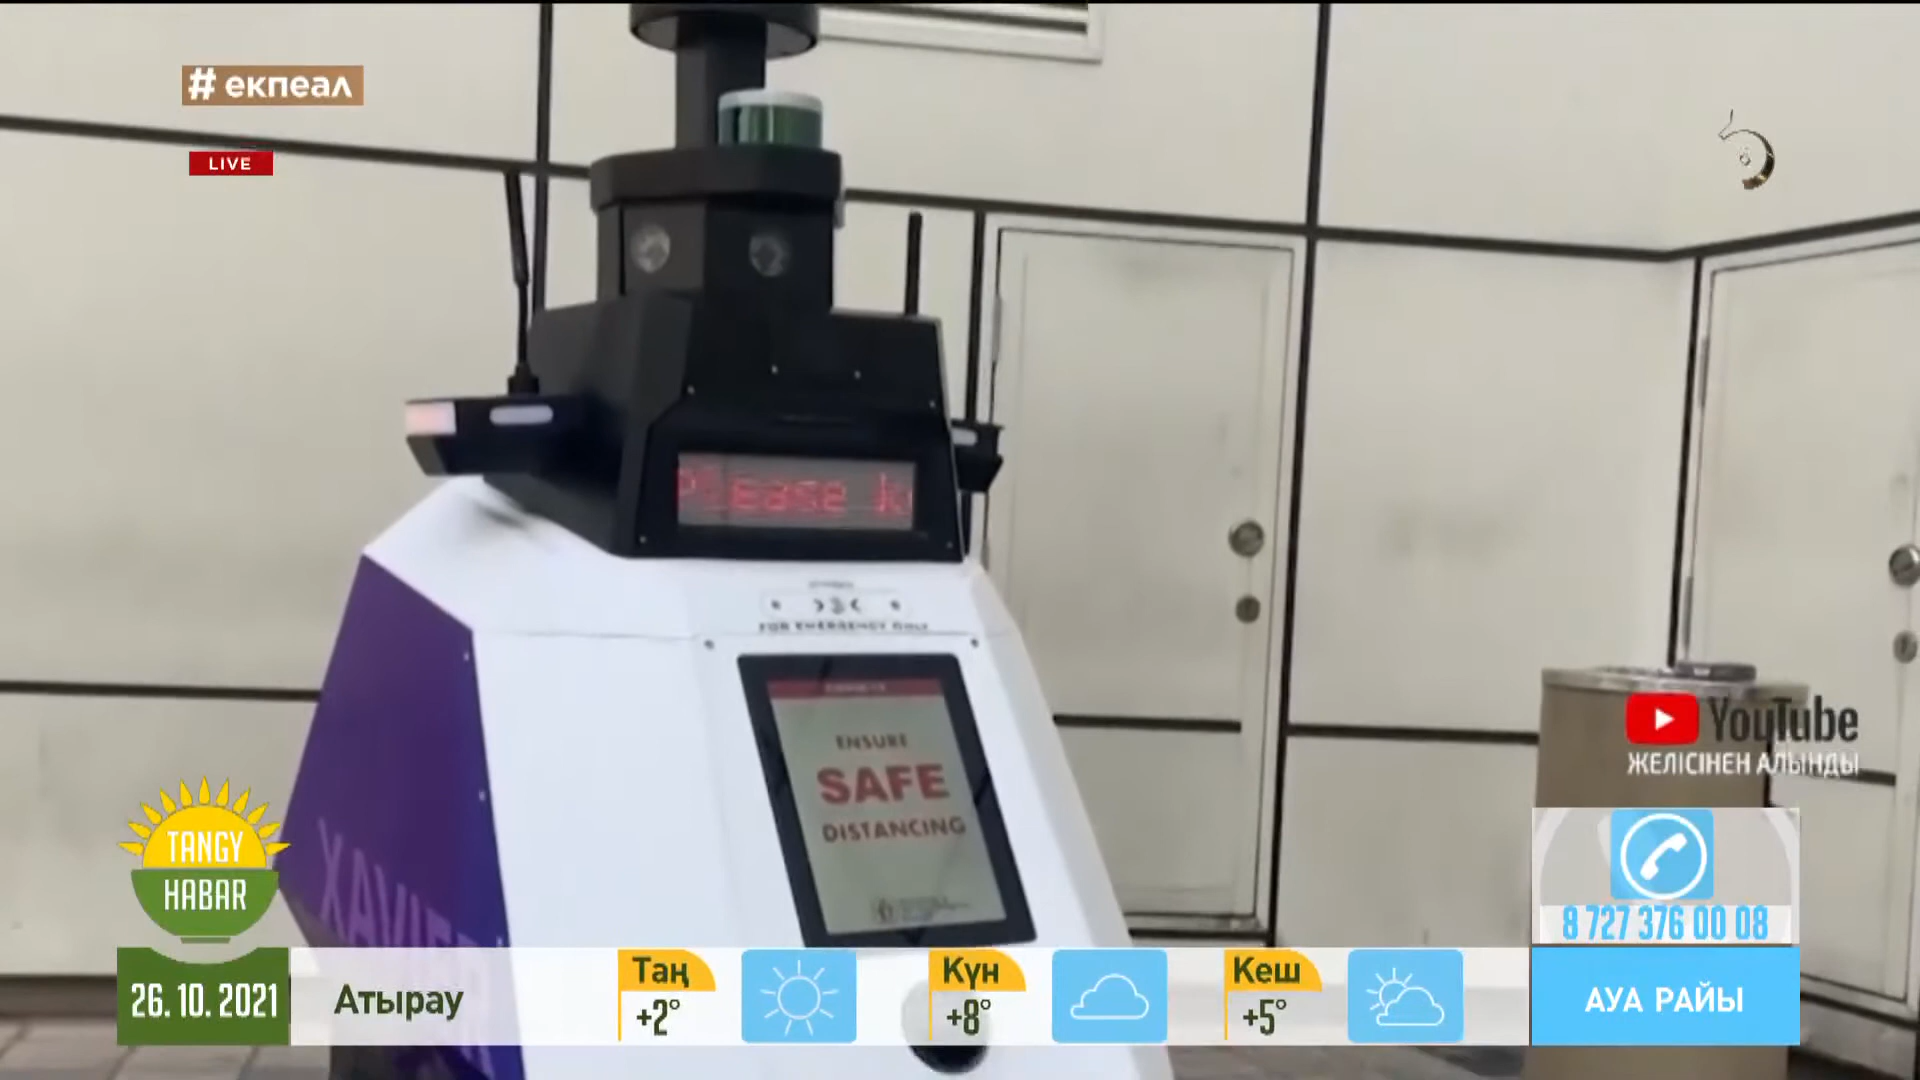 # екпеал
LIVE
Please k
FOR EMERGENCY ONLY
ENSURE
SAFE
DISTANCING
XAVIER
YouTube
ЖЕЛІСІНЕН АЛЫНДЫ
TANGY
HABAR
8 727 376 00 08
26. 10. 2021
Атырау
Таң
+2°
Күн
+8°
Кеш
+5°
АУА РАЙЫ